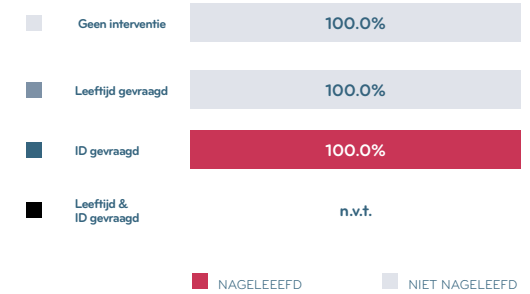 Geen interventie 100.0%
Leeftijd gevraagd 100.0%
ID gevraagd 100.0%
Leeftijd &
ID gevraagd
n.v.t.
NAGELEEEFD NIET NAGELEEFD